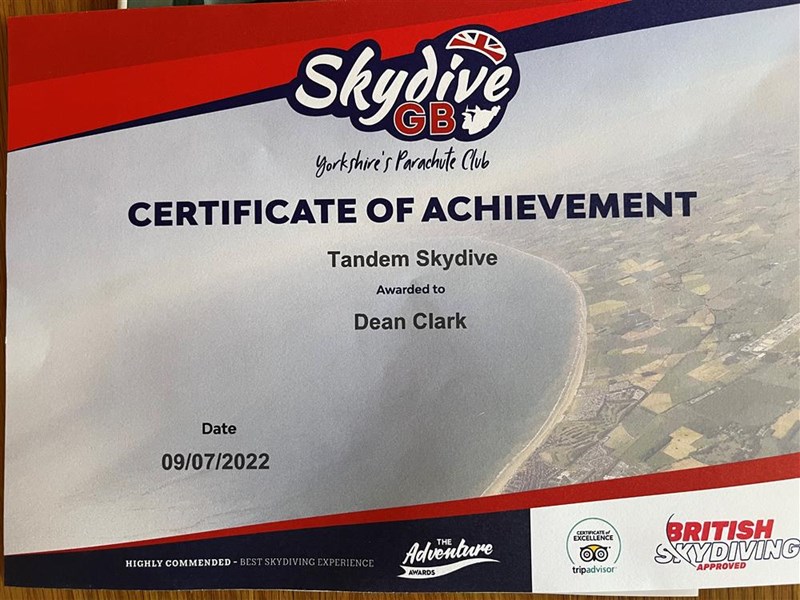 Skydive
GB
Yorkshire's Parachute Club
CERTIFICATE OF ACHIEVEMENT
Tandem Skydive
Awarded to
Dean Clark
Date
09/07/2022
HIGHLY COMMENDED - BEST SKYDIVING EXPERIENCE
THE
Adventure
AWARDS
CERTIFICATE of
EXCELLENCE
tripadvisor
BRITISH
SKYDIVING
APPROVED